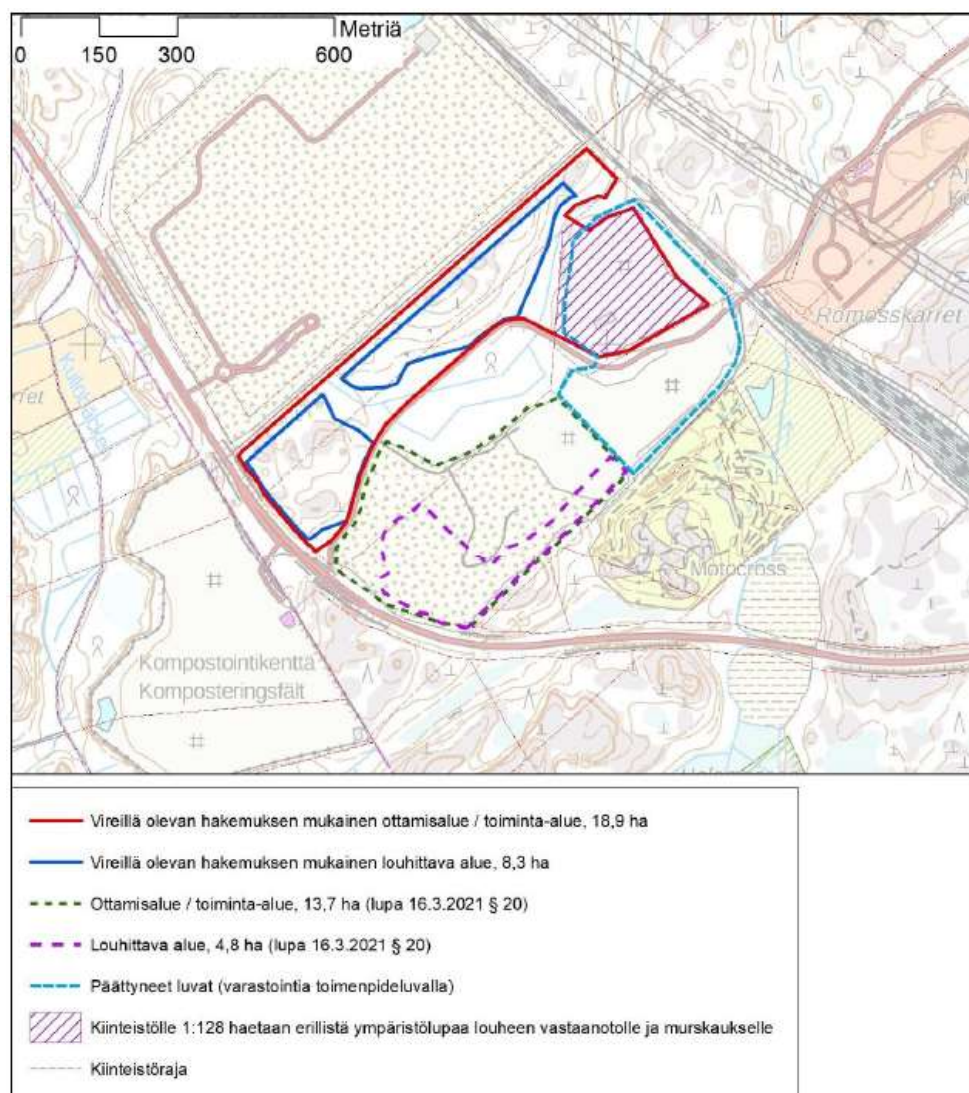 Metriä
0 150 300 600
Romosskärret
Kutlobäcken
Motocross
Kompostointikenttä
Komposteringsfält
Vireillä olevan hakemuksen mukainen ottamisalue / toiminta-alue, 18,9 ha
Vireillä olevan hakemuksen mukainen louhittava alue, 8,3 ha
Ottamisalue / toiminta-alue, 13,7 ha (lupa 16.3.2021 § 20)
Louhittava alue, 4,8 ha (lupa 16.3.2021 § 20)
Päättyneet luvat (varastointia toimenpideluvalla)
Kiinteistölle 1:128 haetaan erillistä ympäristölupaa louheen vastaanotolle ja murskaukselle
Kiinteistöraja